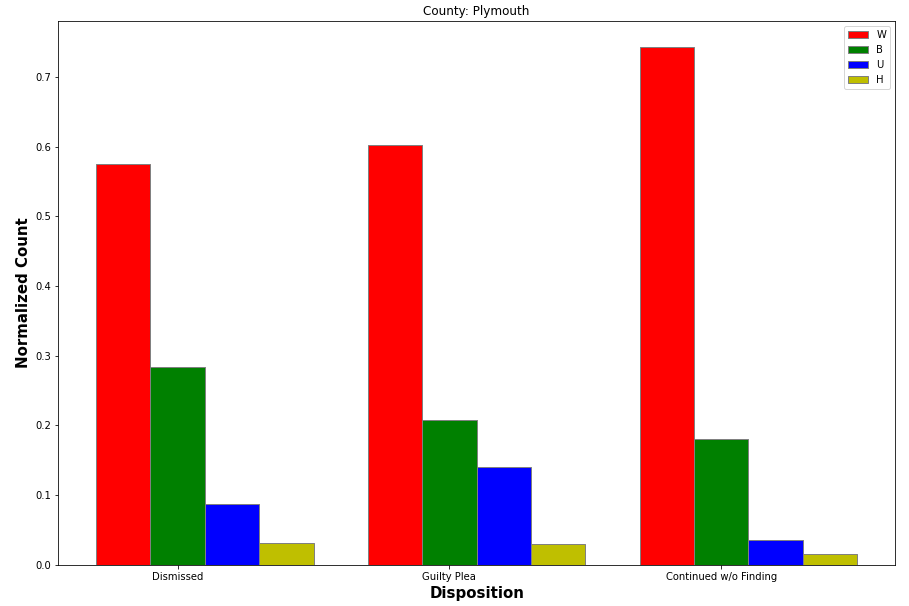 County: Plymouth
W
B
U
H
0.7
0.6
0.5
0.4
0.3
0.2
0.1
0.0
Normalized Count
Dismissed
Guilty Plea
Continued w/o Finding
Disposition